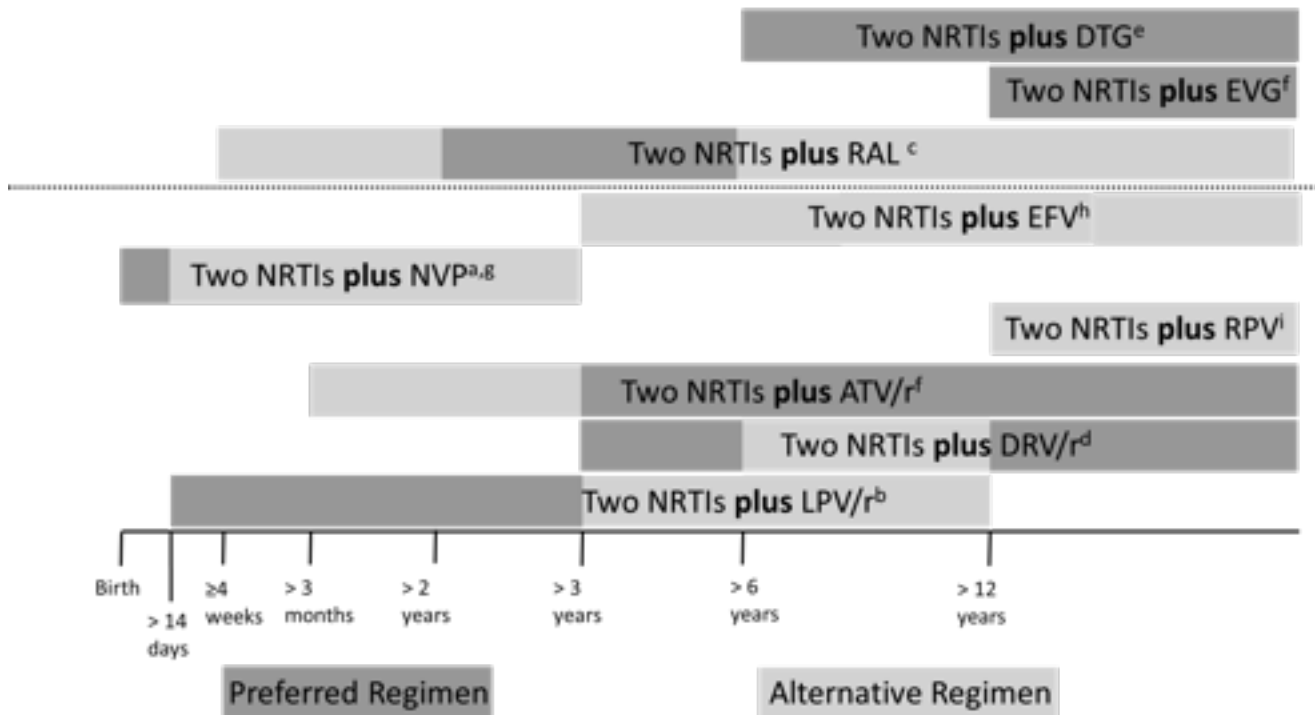 Two NRTIs plus DTGᵉ
Two NRTIs plus EVGᶠ
Two NRTIs plus RAL ᶜ
Two NRTIs plus EFVʰ
Two NRTIs plus NVPᵃ,ᵍ
Two NRTIs plus RPVⁱ
Two NRTIs plus ATV/rᶠ
Two NRTIs plus DRV/rᵈ
Two NRTIs plus LPV/rᵇ
Birth
> 14
days
≥4
weeks
> 3
months
> 2
years
> 3
years
> 6
years
> 12
years
Preferred Regimen
Alternative Regimen